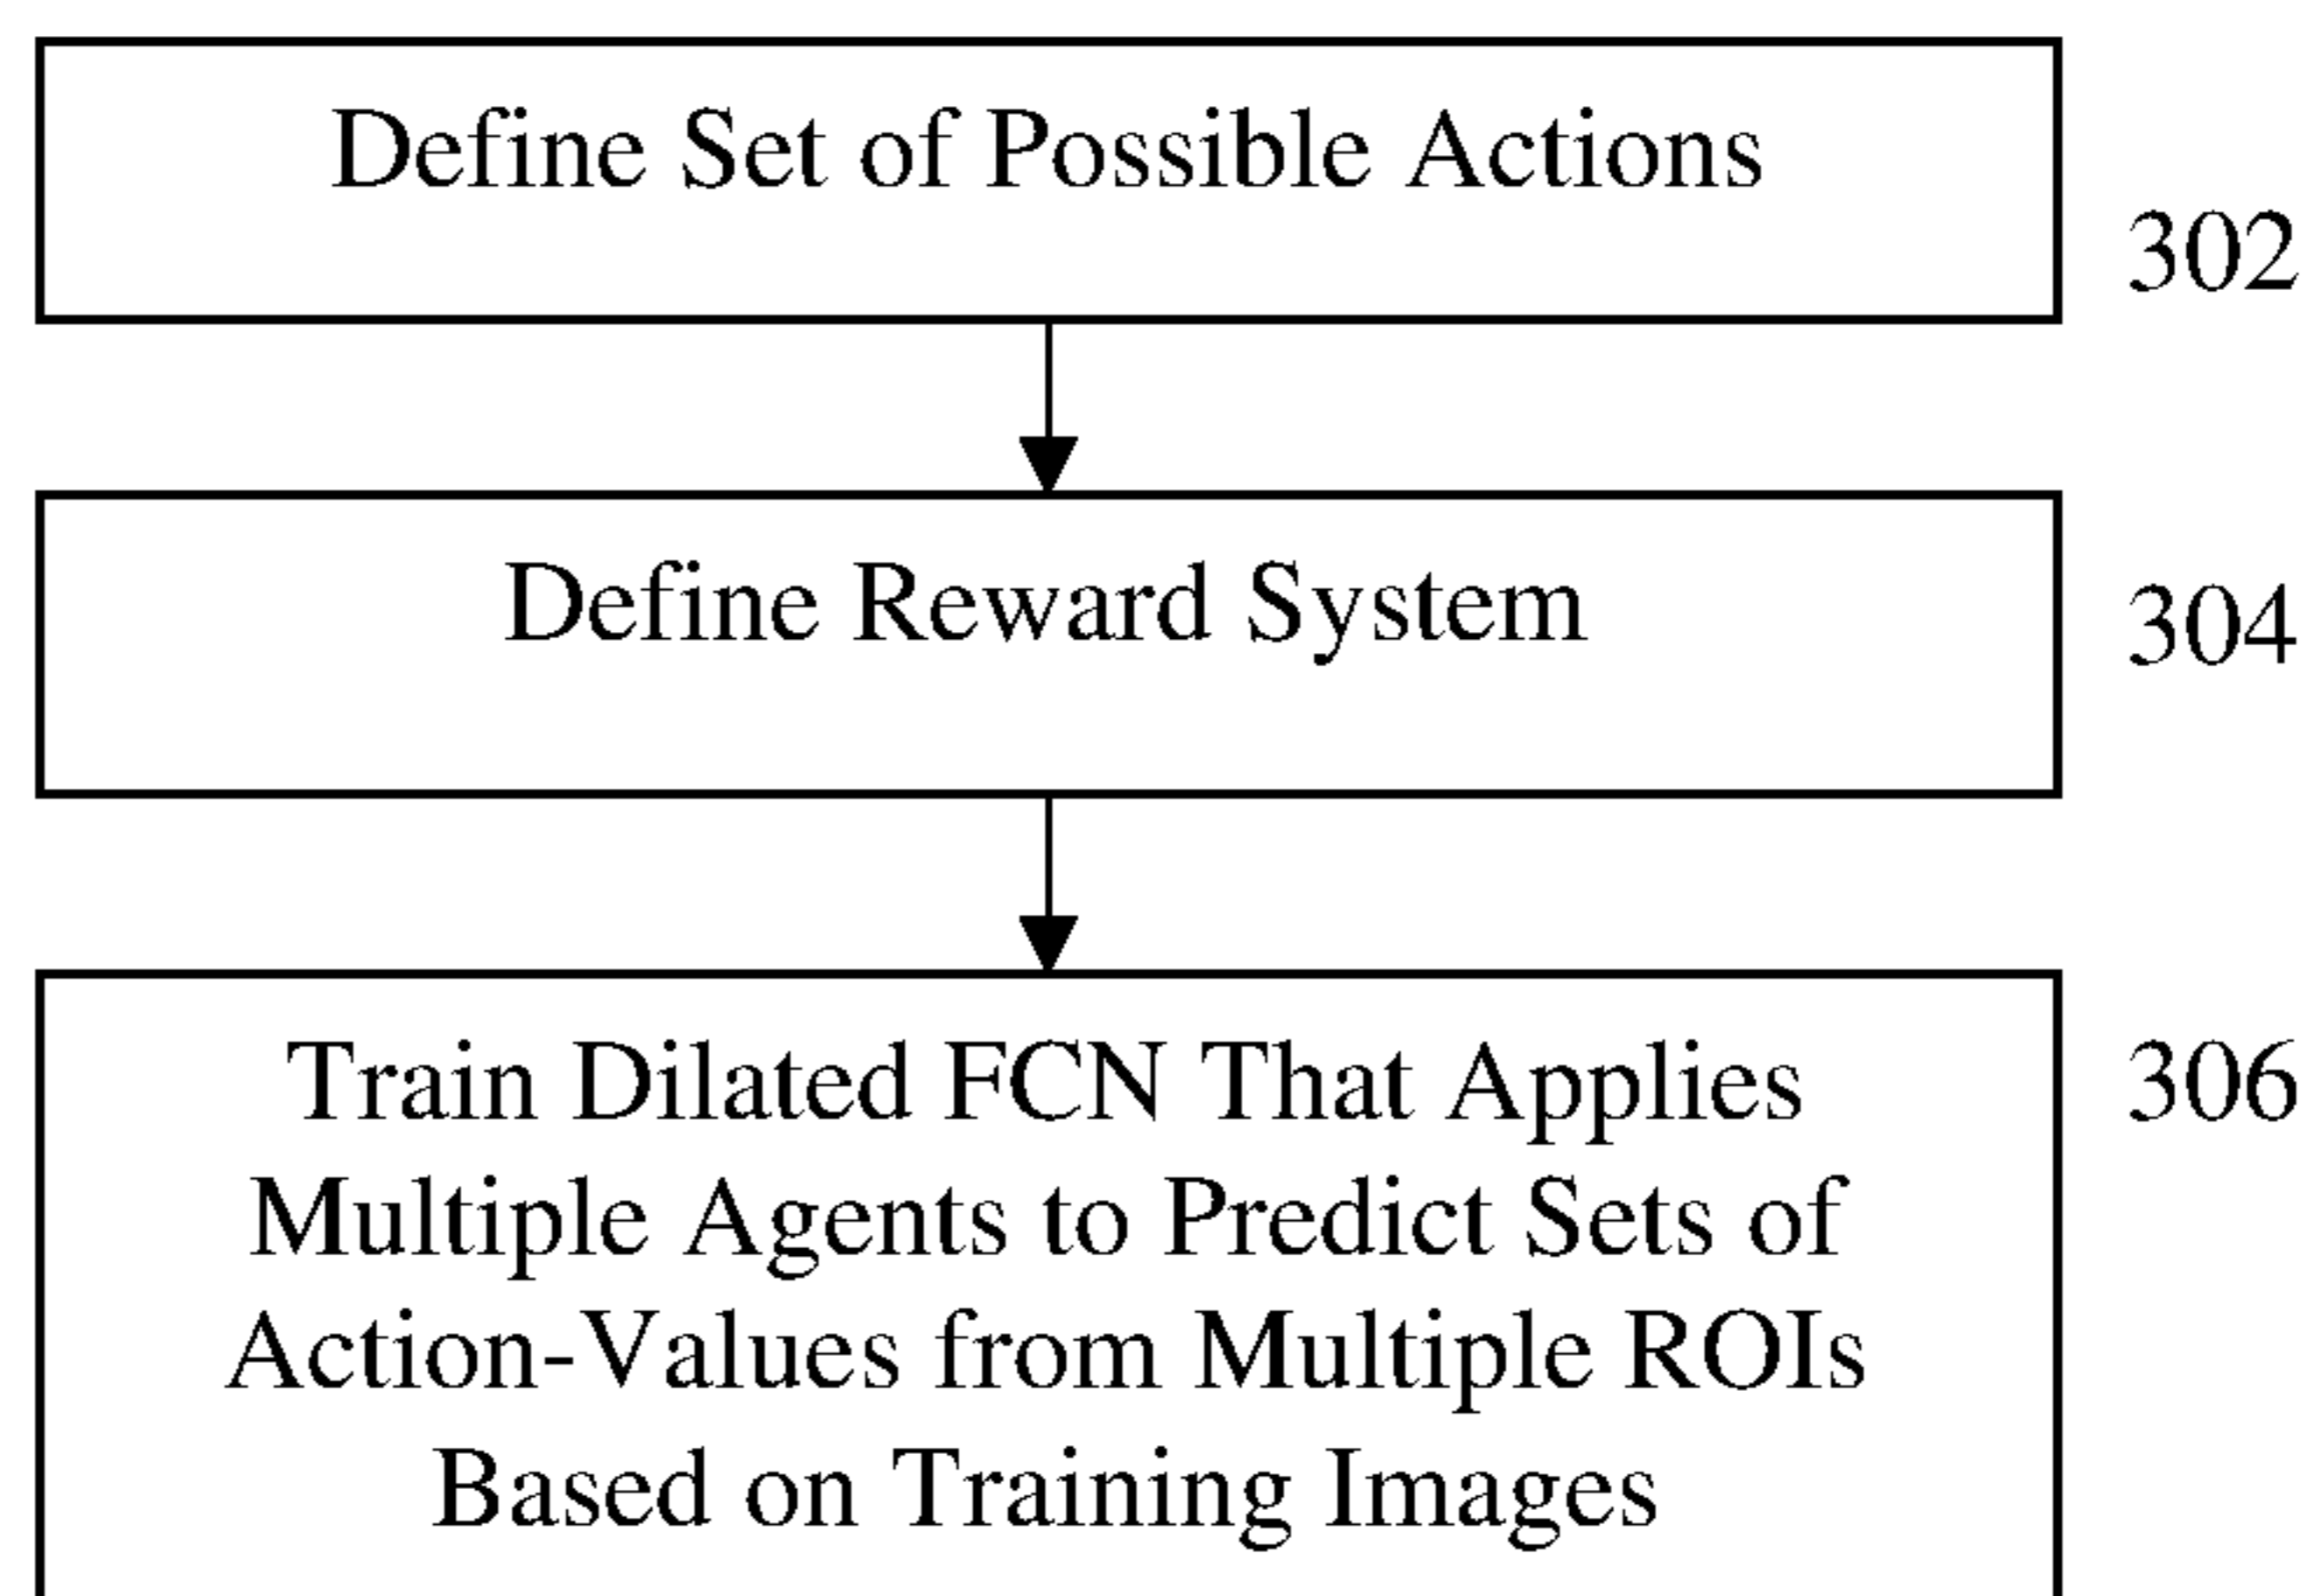 Define Set of Possible Actions
302
Define Reward System
304
Train Dilated FCN That Applies
306
Multiple Agents to Predict Sets of
Action-Values from Multiple ROIs
Based on Training Images